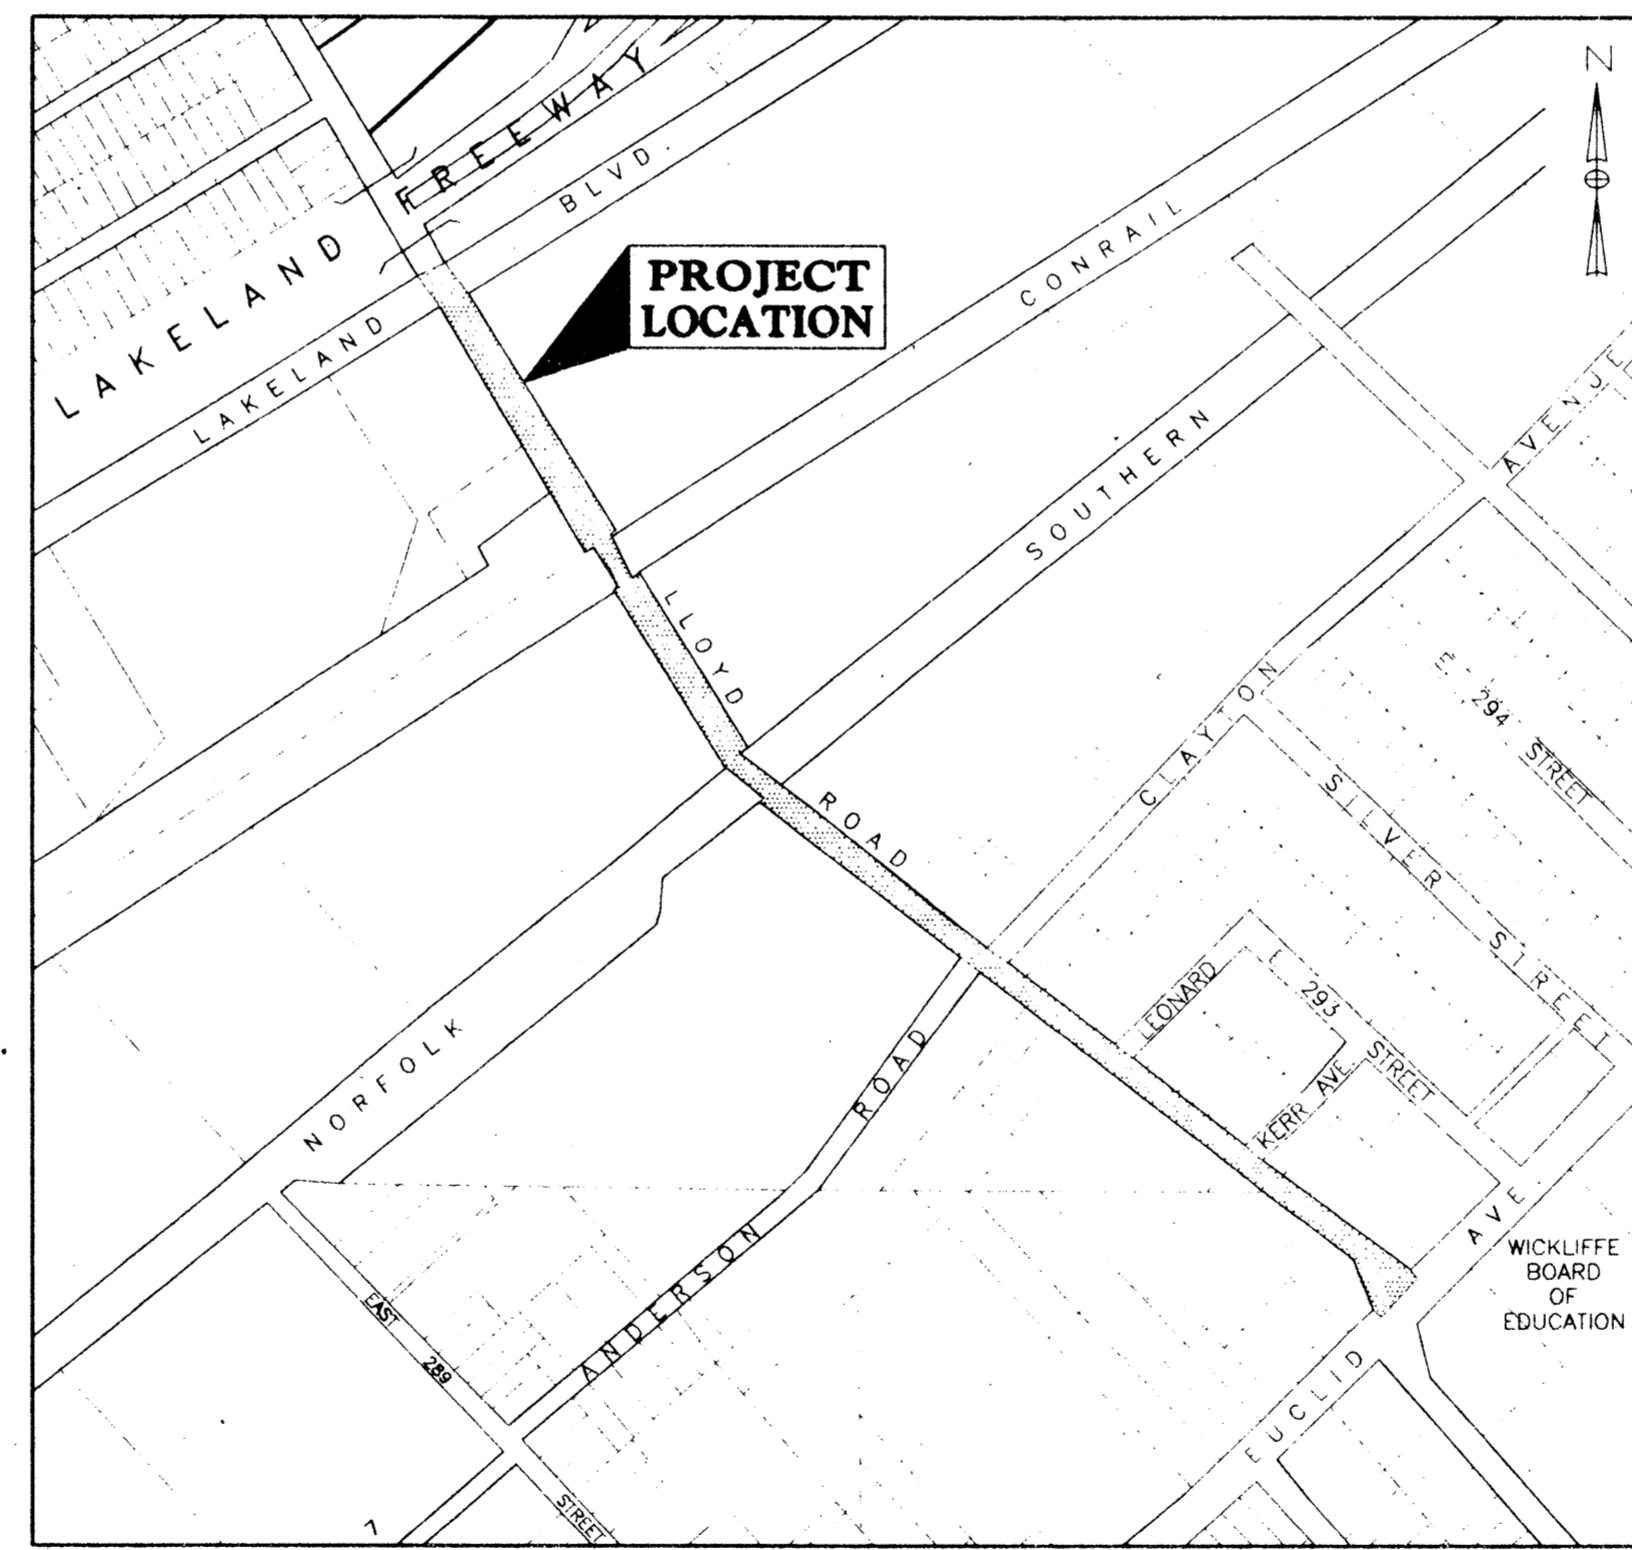 N
FREEWAY
BLVD.
LAKELAND
LAKELAND
PROJECT
LOCATION
CONRAIL
SOUTHERN
AVENUE
LLOYD
ROAD
CLAYTON
E. 294
STREET
SILVER
STREET
LEONARD
E 293
STREET
KERR AVE.
NORFOLK
ROAD
ANDERSON
EAST
289
STREET
7
EUCLID
AVE.
WICKLIFFE
BOARD
OF
EDUCATION